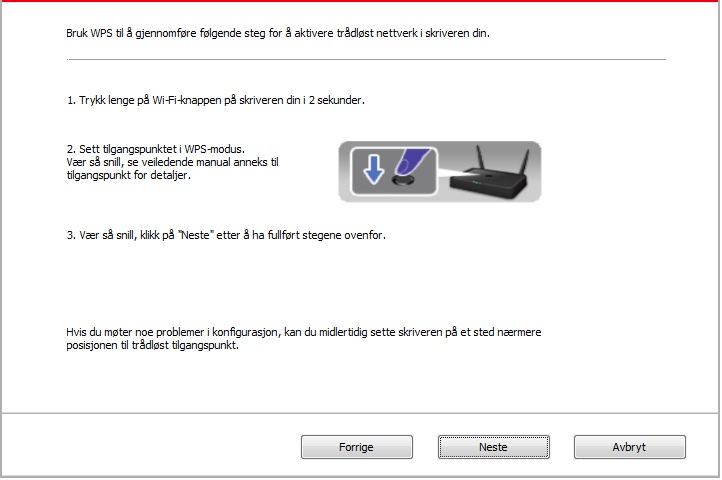 Bruk WPS til å gjennomføre følgende steg for å aktivere trådløst nettverk i skriveren din.
1. Trykk lenge på Wi-Fi-knappen på skriveren din i 2 sekunder.
2. Sett tilgangspunktet i WPS-modus.
Vær så snill, se veiledende manual anneks til
tilgangspunkt for detaljer.
3. Vær så snill, klikk på "Neste" etter å ha fullført stegene ovenfor.
Hvis du møter noe problemer i konfigurasjon, kan du midlertidig sette skriveren på et sted nærmere
posisjonen til trådløst tilgangspunkt.
Forrige
Neste
Avbryt